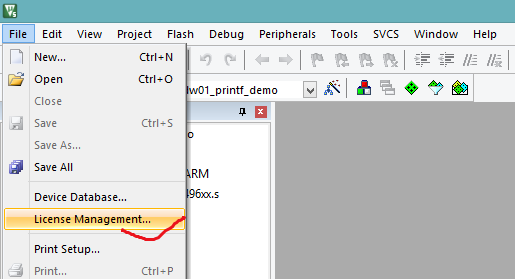 File Edit View Project Flash Debug Peripherals Tools SVCS Window Help
New... Ctrl+N
Open Ctrl+O
lw01_printf_demo
Close
Save Ctrl+S
Save As...
Save All
ARM
496xx.s
Device Database...
License Management...
Print Setup...
Print... Ctrl+P